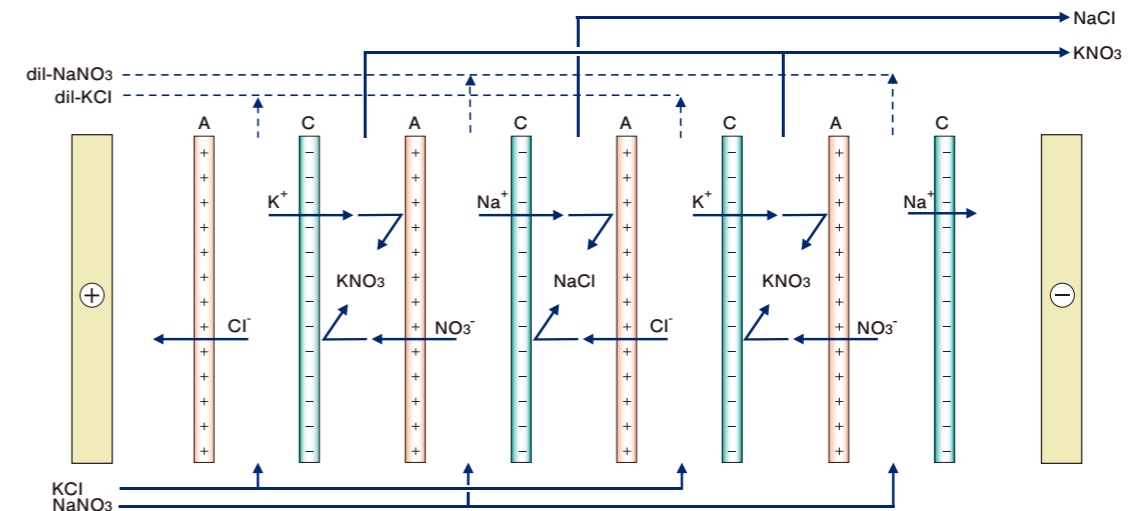 NaCl
KNO₃
dil-NaNO₃
dil-KCl
A C A C A C A C
K⁺ Na⁺ K⁺ Na⁺
KNO₃ NaCl KNO₃
Cl⁻ NO₃⁻ Cl⁻ NO₃⁻
KCl
NaNO₃